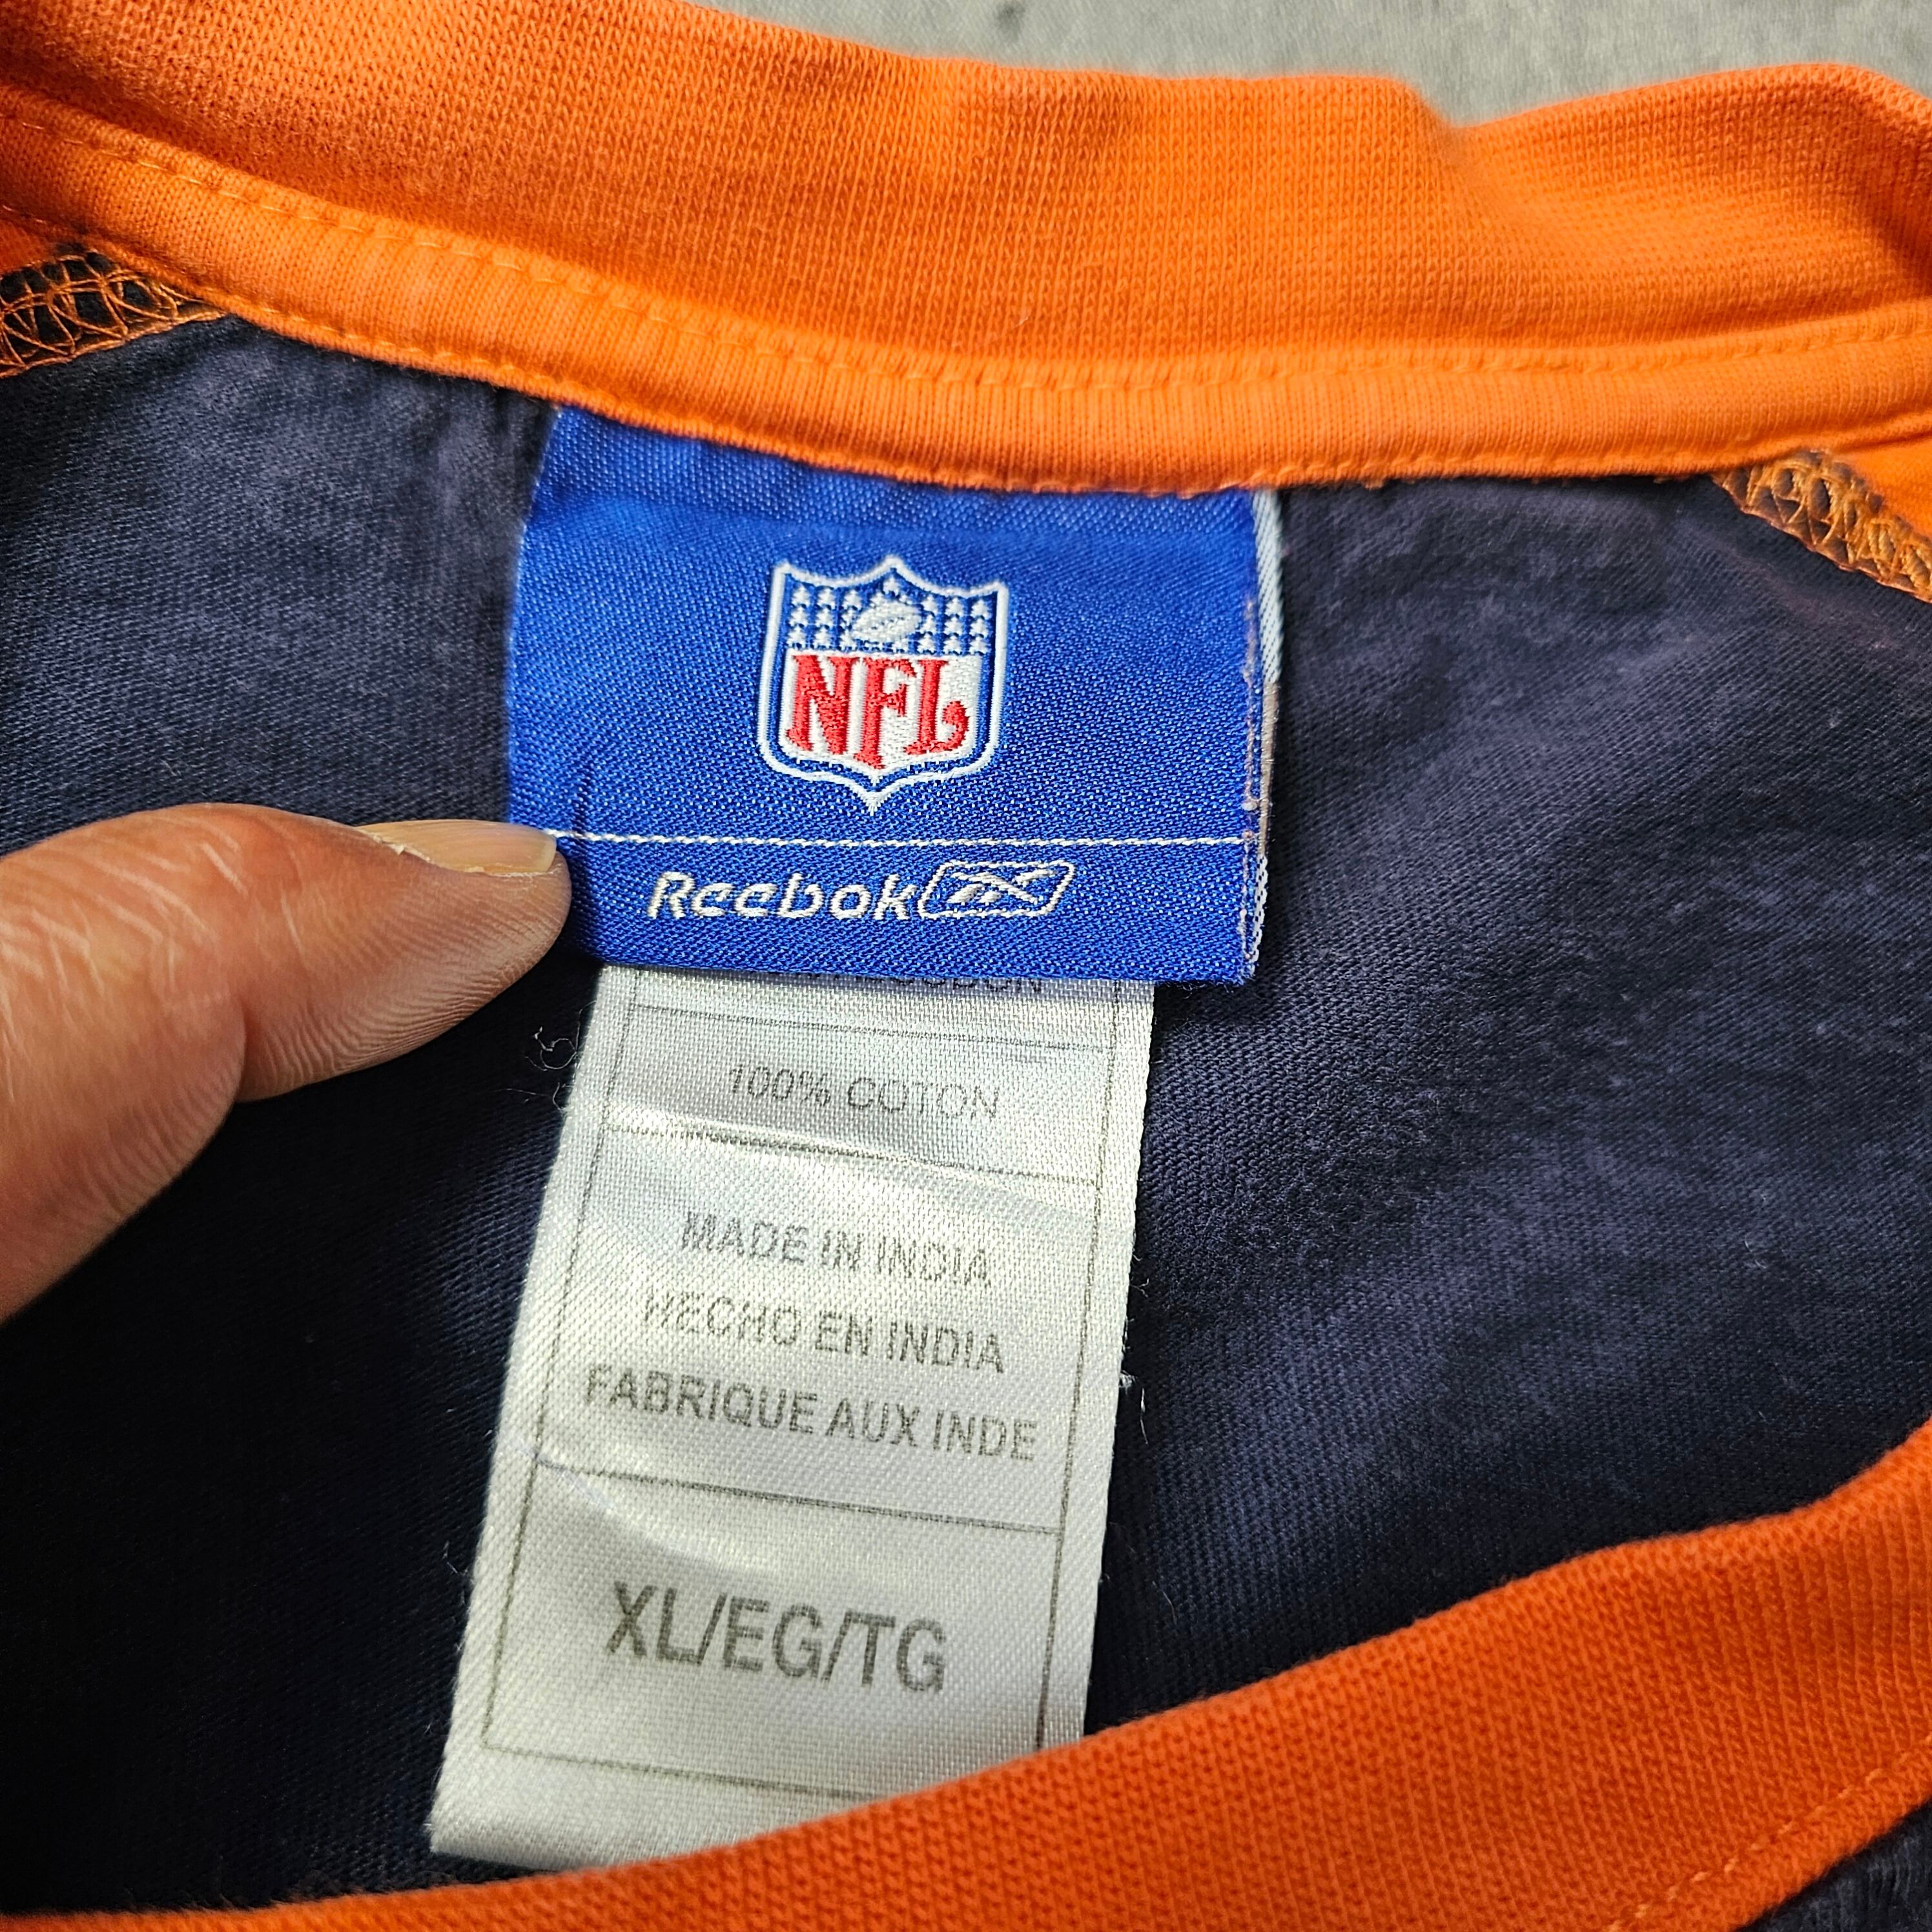 NFL
Reebok
100% COTON
MADE IN INDIA
HECHO EN INDIA
FABRIQUE AUX INDE
XL/EG/TG